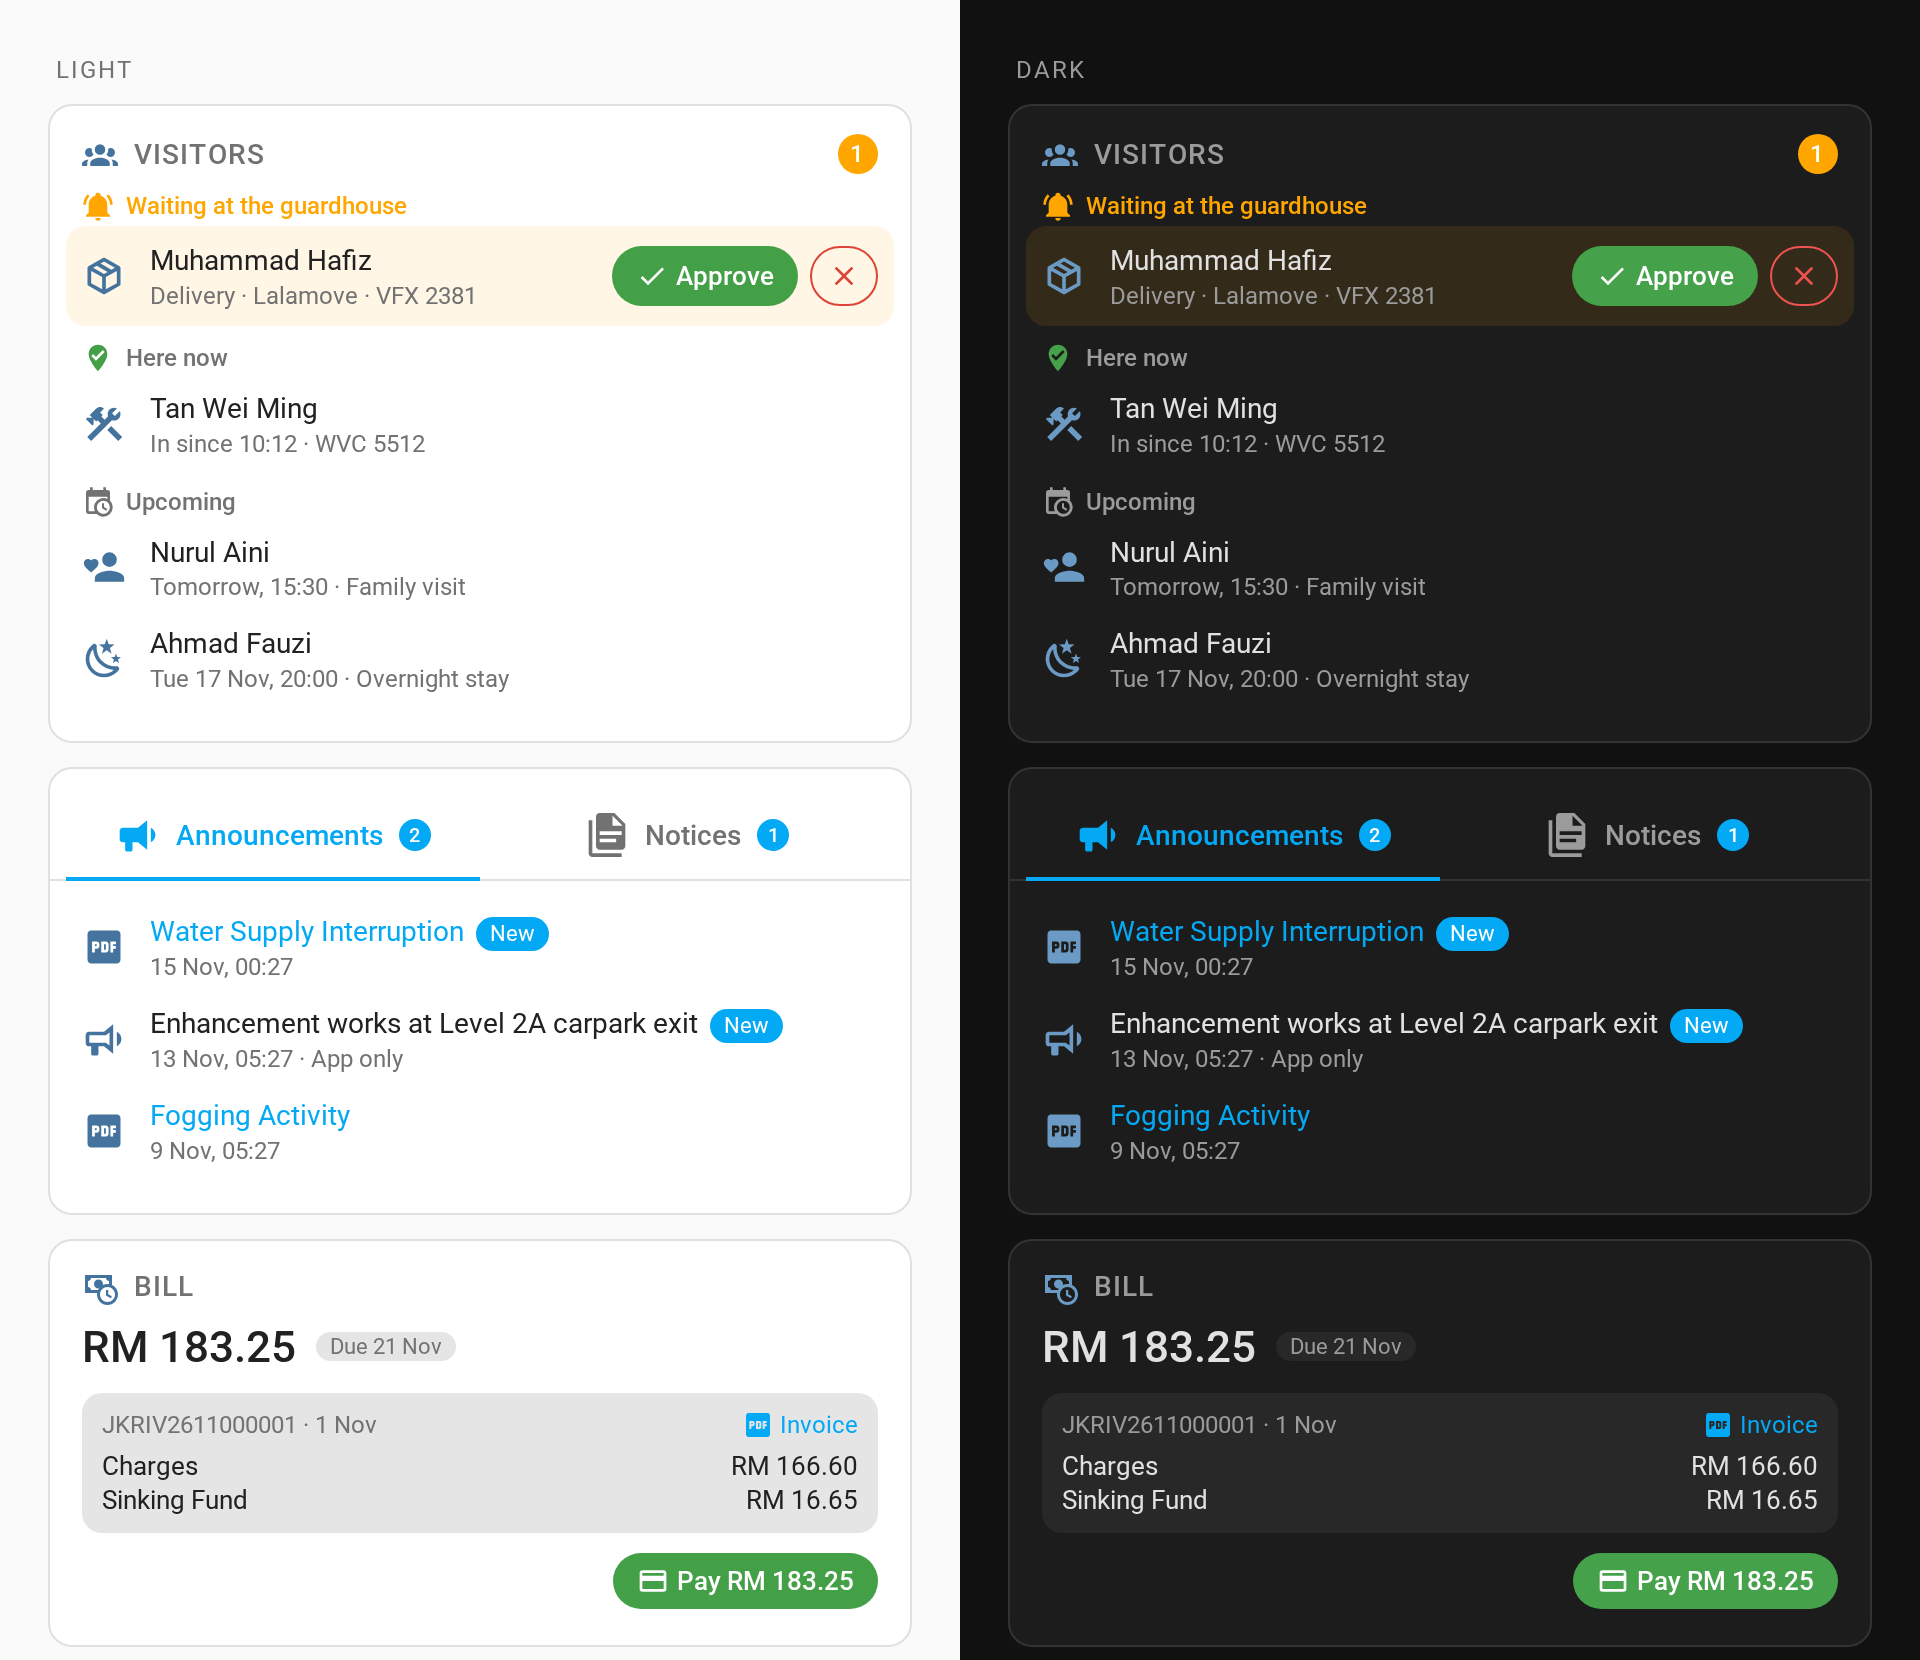 LIGHT
VISITORS
1
Waiting at the guardhouse
Muhammad Hafiz
Delivery · Lalamove · VFX 2381
Approve
Here now
Tan Wei Ming
In since 10:12 · WVC 5512
Upcoming
Nurul Aini
Tomorrow, 15:30 · Family visit
Ahmad Fauzi
Tue 17 Nov, 20:00 · Overnight stay
Announcements 2
Notices 1
PDF
Water Supply Interruption New
15 Nov, 00:27
Enhancement works at Level 2A carpark exit New
13 Nov, 05:27 · App only
PDF
Fogging Activity
9 Nov, 05:27
BILL
RM 183.25 Due 21 Nov
JKRIV2611000001 · 1 Nov
PDF Invoice
Charges RM 166.60
Sinking Fund RM 16.65
Pay RM 183.25
DARK
VISITORS
1
Waiting at the guardhouse
Muhammad Hafiz
Delivery · Lalamove · VFX 2381
Approve
Here now
Tan Wei Ming
In since 10:12 · WVC 5512
Upcoming
Nurul Aini
Tomorrow, 15:30 · Family visit
Ahmad Fauzi
Tue 17 Nov, 20:00 · Overnight stay
Announcements 2
Notices 1
PDF
Water Supply Interruption New
15 Nov, 00:27
Enhancement works at Level 2A carpark exit New
13 Nov, 05:27 · App only
PDF
Fogging Activity
9 Nov, 05:27
BILL
RM 183.25 Due 21 Nov
JKRIV2611000001 · 1 Nov
PDF Invoice
Charges RM 166.60
Sinking Fund RM 16.65
Pay RM 183.25